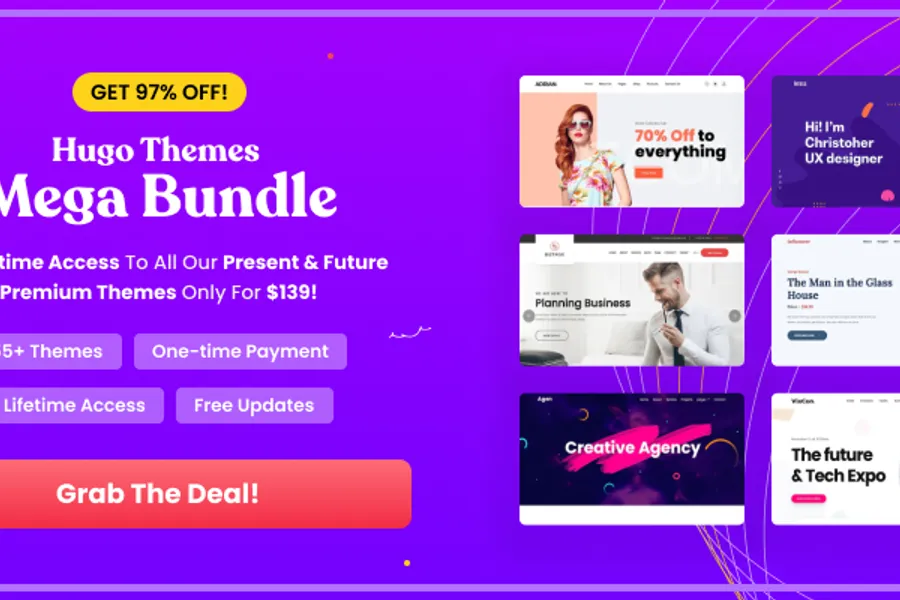 GET 97% OFF!
Hugo Themes
Mega Bundle
time Access To All Our Present & Future
Premium Themes Only For $139!
5+ Themes
One-time Payment
Lifetime Access
Free Updates
Grab The Deal!
70% Off to
everything
Hi! I'm
Christoher
UX designer
Planning Business
The Man in the Glass
House
Creative Agency
The future
& Tech Expo